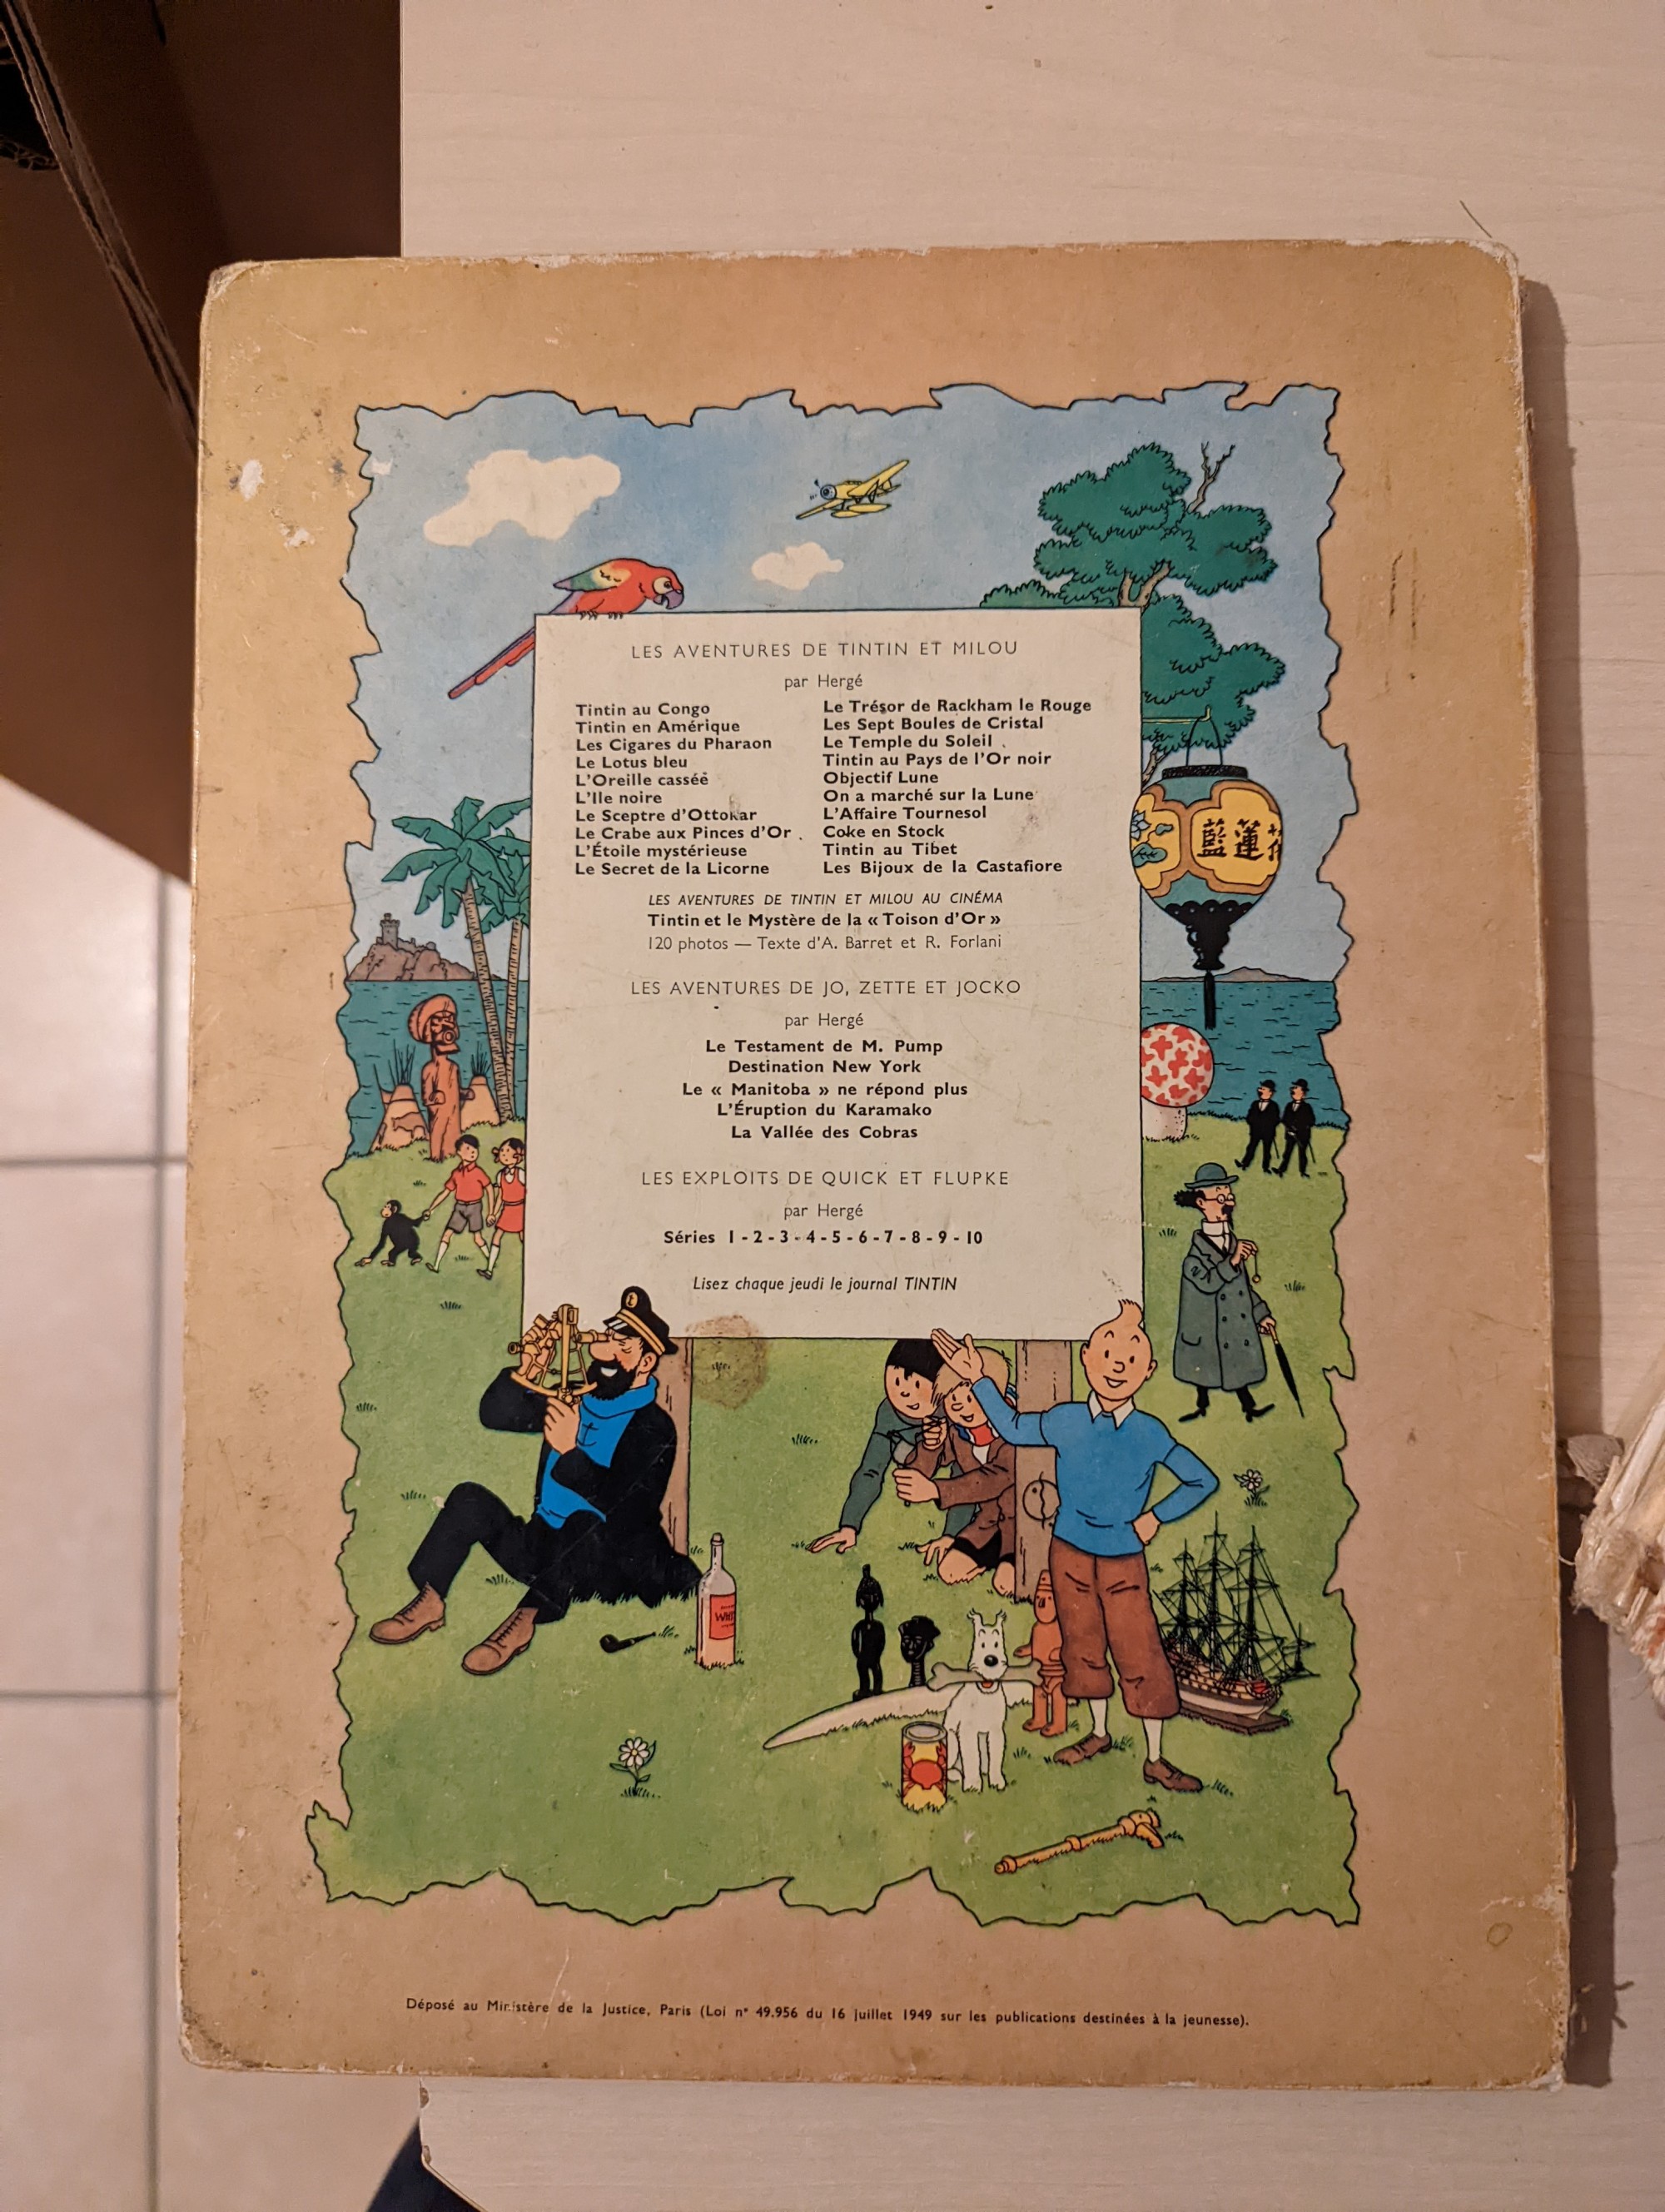 LES AVENTURES DE TINTIN ET MILOU
par Hergé
Tintin au Congo
Tintin en Amérique
Les Cigares du Pharaon
Le Lotus bleu
L'Oreille cassée
L'Ile noire
Le Sceptre d'Ottokar
Le Crabe aux Pinces d'Or
L'Étoile mystérieuse
Le Secret de la Licorne
Le Trésor de Rackham le Rouge
Les Sept Boules de Cristal
Le Temple du Soleil
Tintin au Pays de l'Or noir
Objectif Lune
On a marché sur la Lune
L'Affaire Tournesol
Coke en Stock
Tintin au Tibet
Les Bijoux de la Castafiore
LES AVENTURES DE TINTIN ET MILOU AU CINÉMA
Tintin et le Mystère de la « Toison d'Or »
120 photos — Texte d'A. Barret et R. Forlani
LES AVENTURES DE JO, ZETTE ET JOCKO
par Hergé
Le Testament de M. Pump
Destination New York
Le « Manitoba » ne répond plus
L'Éruption du Karamako
La Vallée des Cobras
LES EXPLOITS DE QUICK ET FLUPKE
par Hergé
Séries 1 - 2 - 3 - 4 - 5 - 6 - 7 - 8 - 9 - 10
Lisez chaque jeudi le journal TINTIN
藍蓮
WHI
Déposé au Ministère de la Justice, Paris (Loi n° 49.956 du 16 juillet 1949 sur les publications destinées à la jeunesse).